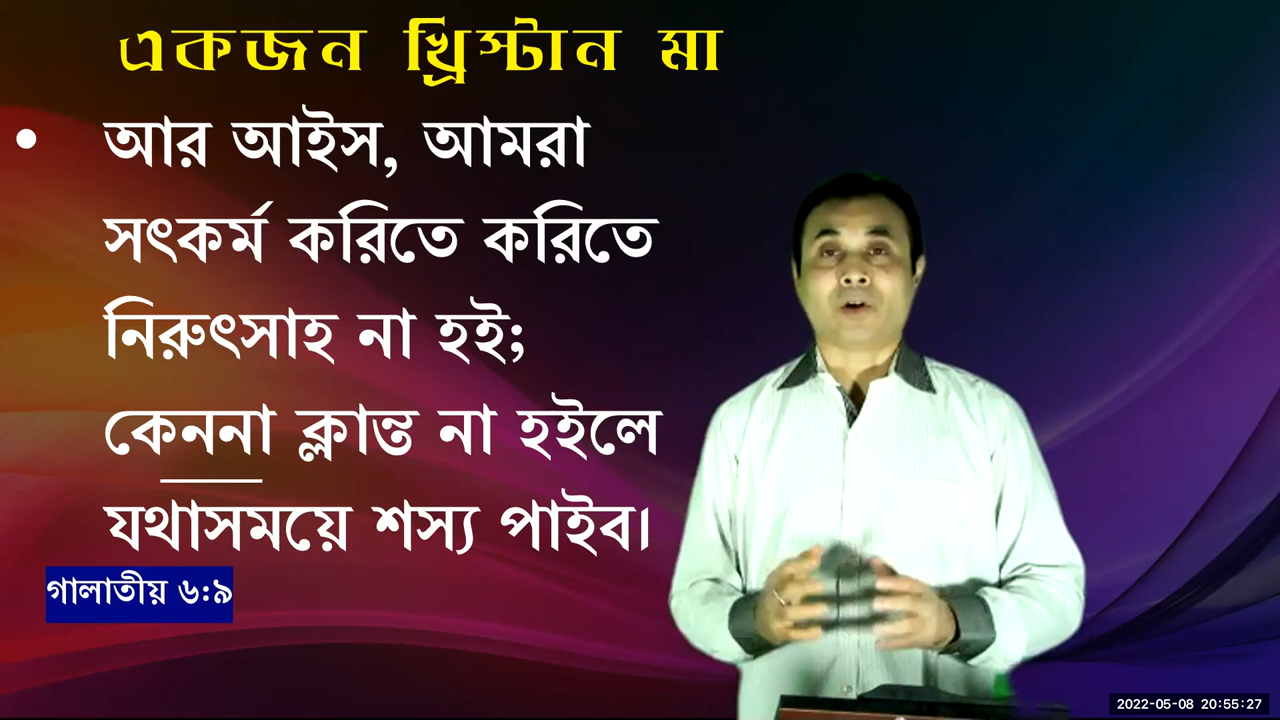 একজন খ্রিস্টান মা
• আর আইস, আমরা
সৎকর্ম করিতে করিতে
নিরুৎসাহ না হই;
কেননা ক্লান্ত না হইলে
যথাসময়ে শস্য পাইব।
গালাতীয় ৬:৯
2022-05-08 20:55:27